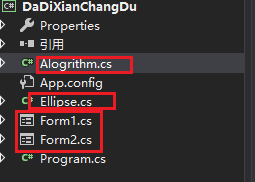 DaDiXianChangDu
Properties
引用
C# Alogrithm.cs
App.config
C# Ellipse.cs
Form1.cs
Form2.cs
C# Program.cs